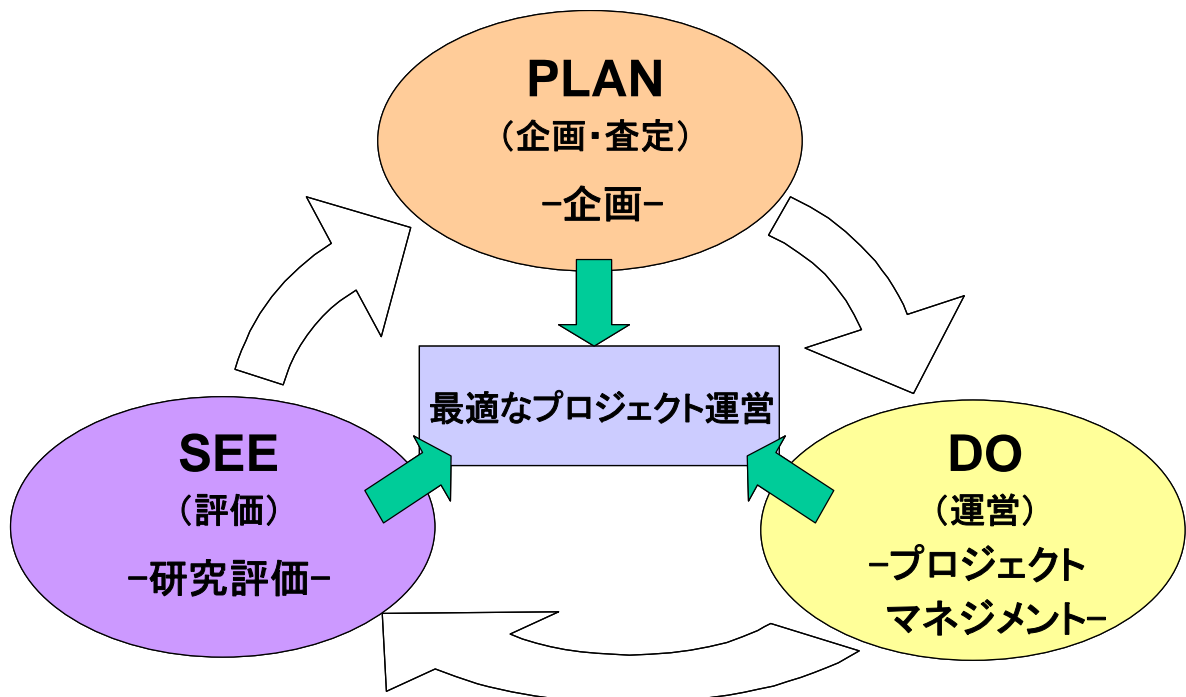 PLAN
（企画・査定）
−企画−
最適なプロジェクト運営
SEE
（評価）
−研究評価−
DO
（運営）
−プロジェクト
マネジメント−